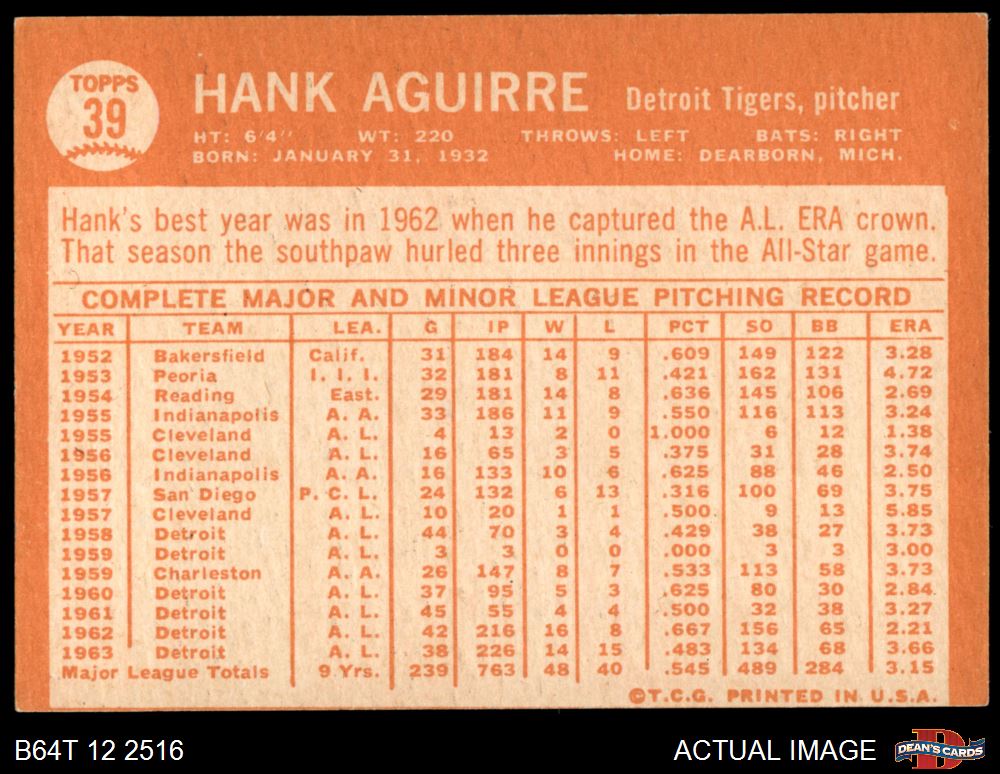 TOPPS
39
HANK AGUIRRE Detroit Tigers, pitcher
HT: 6'4" WT: 220 THROWS: LEFT BATS: RIGHT
BORN: JANUARY 31, 1932 HOME: DEARBORN, MICH.
Hank's best year was in 1962 when he captured the A.L. ERA crown.
That season the southpaw hurled three innings in the All-Star game.
COMPLETE MAJOR AND MINOR LEAGUE PITCHING RECORD
YEAR TEAM LEA. G IP W L PCT SO BB ERA
1952 Bakersfield Calif. 31 184 14 9 .609 149 122 3.28
1953 Peoria I. I. I. 32 181 8 11 .421 162 131 4.72
1954 Reading East. 29 181 14 8 .636 145 106 2.69
1955 Indianapolis A. A. 33 186 11 9 .550 116 113 3.24
1955 Cleveland A. L. 4 13 2 0 1.000 6 12 1.38
1956 Cleveland A. L. 16 65 3 5 .375 31 28 3.74
1956 Indianapolis A. A. 16 133 10 6 .625 88 46 2.50
1957 San Diego P. C. L. 24 132 6 13 .316 100 69 3.75
1957 Cleveland A. L. 10 20 1 1 .500 9 13 5.85
1958 Detroit A. L. 44 70 3 4 .429 38 27 3.73
1959 Detroit A. L. 3 3 0 0 .000 3 3 3.00
1959 Charleston A. A. 26 147 8 7 .533 113 58 3.73
1960 Detroit A. L. 37 95 5 3 .625 80 30 2.84
1961 Detroit A. L. 45 55 4 4 .500 32 38 3.27
1962 Detroit A. L. 42 216 16 8 .667 156 65 2.21
1963 Detroit A. L. 38 226 14 15 .483 134 68 3.66
Major League Totals 9 Yrs. 239 763 48 40 .545 489 284 3.15
©T.C.G. PRINTED IN U.S.A.
B64T 12 2516 ACTUAL IMAGE DEAN'S CARDS